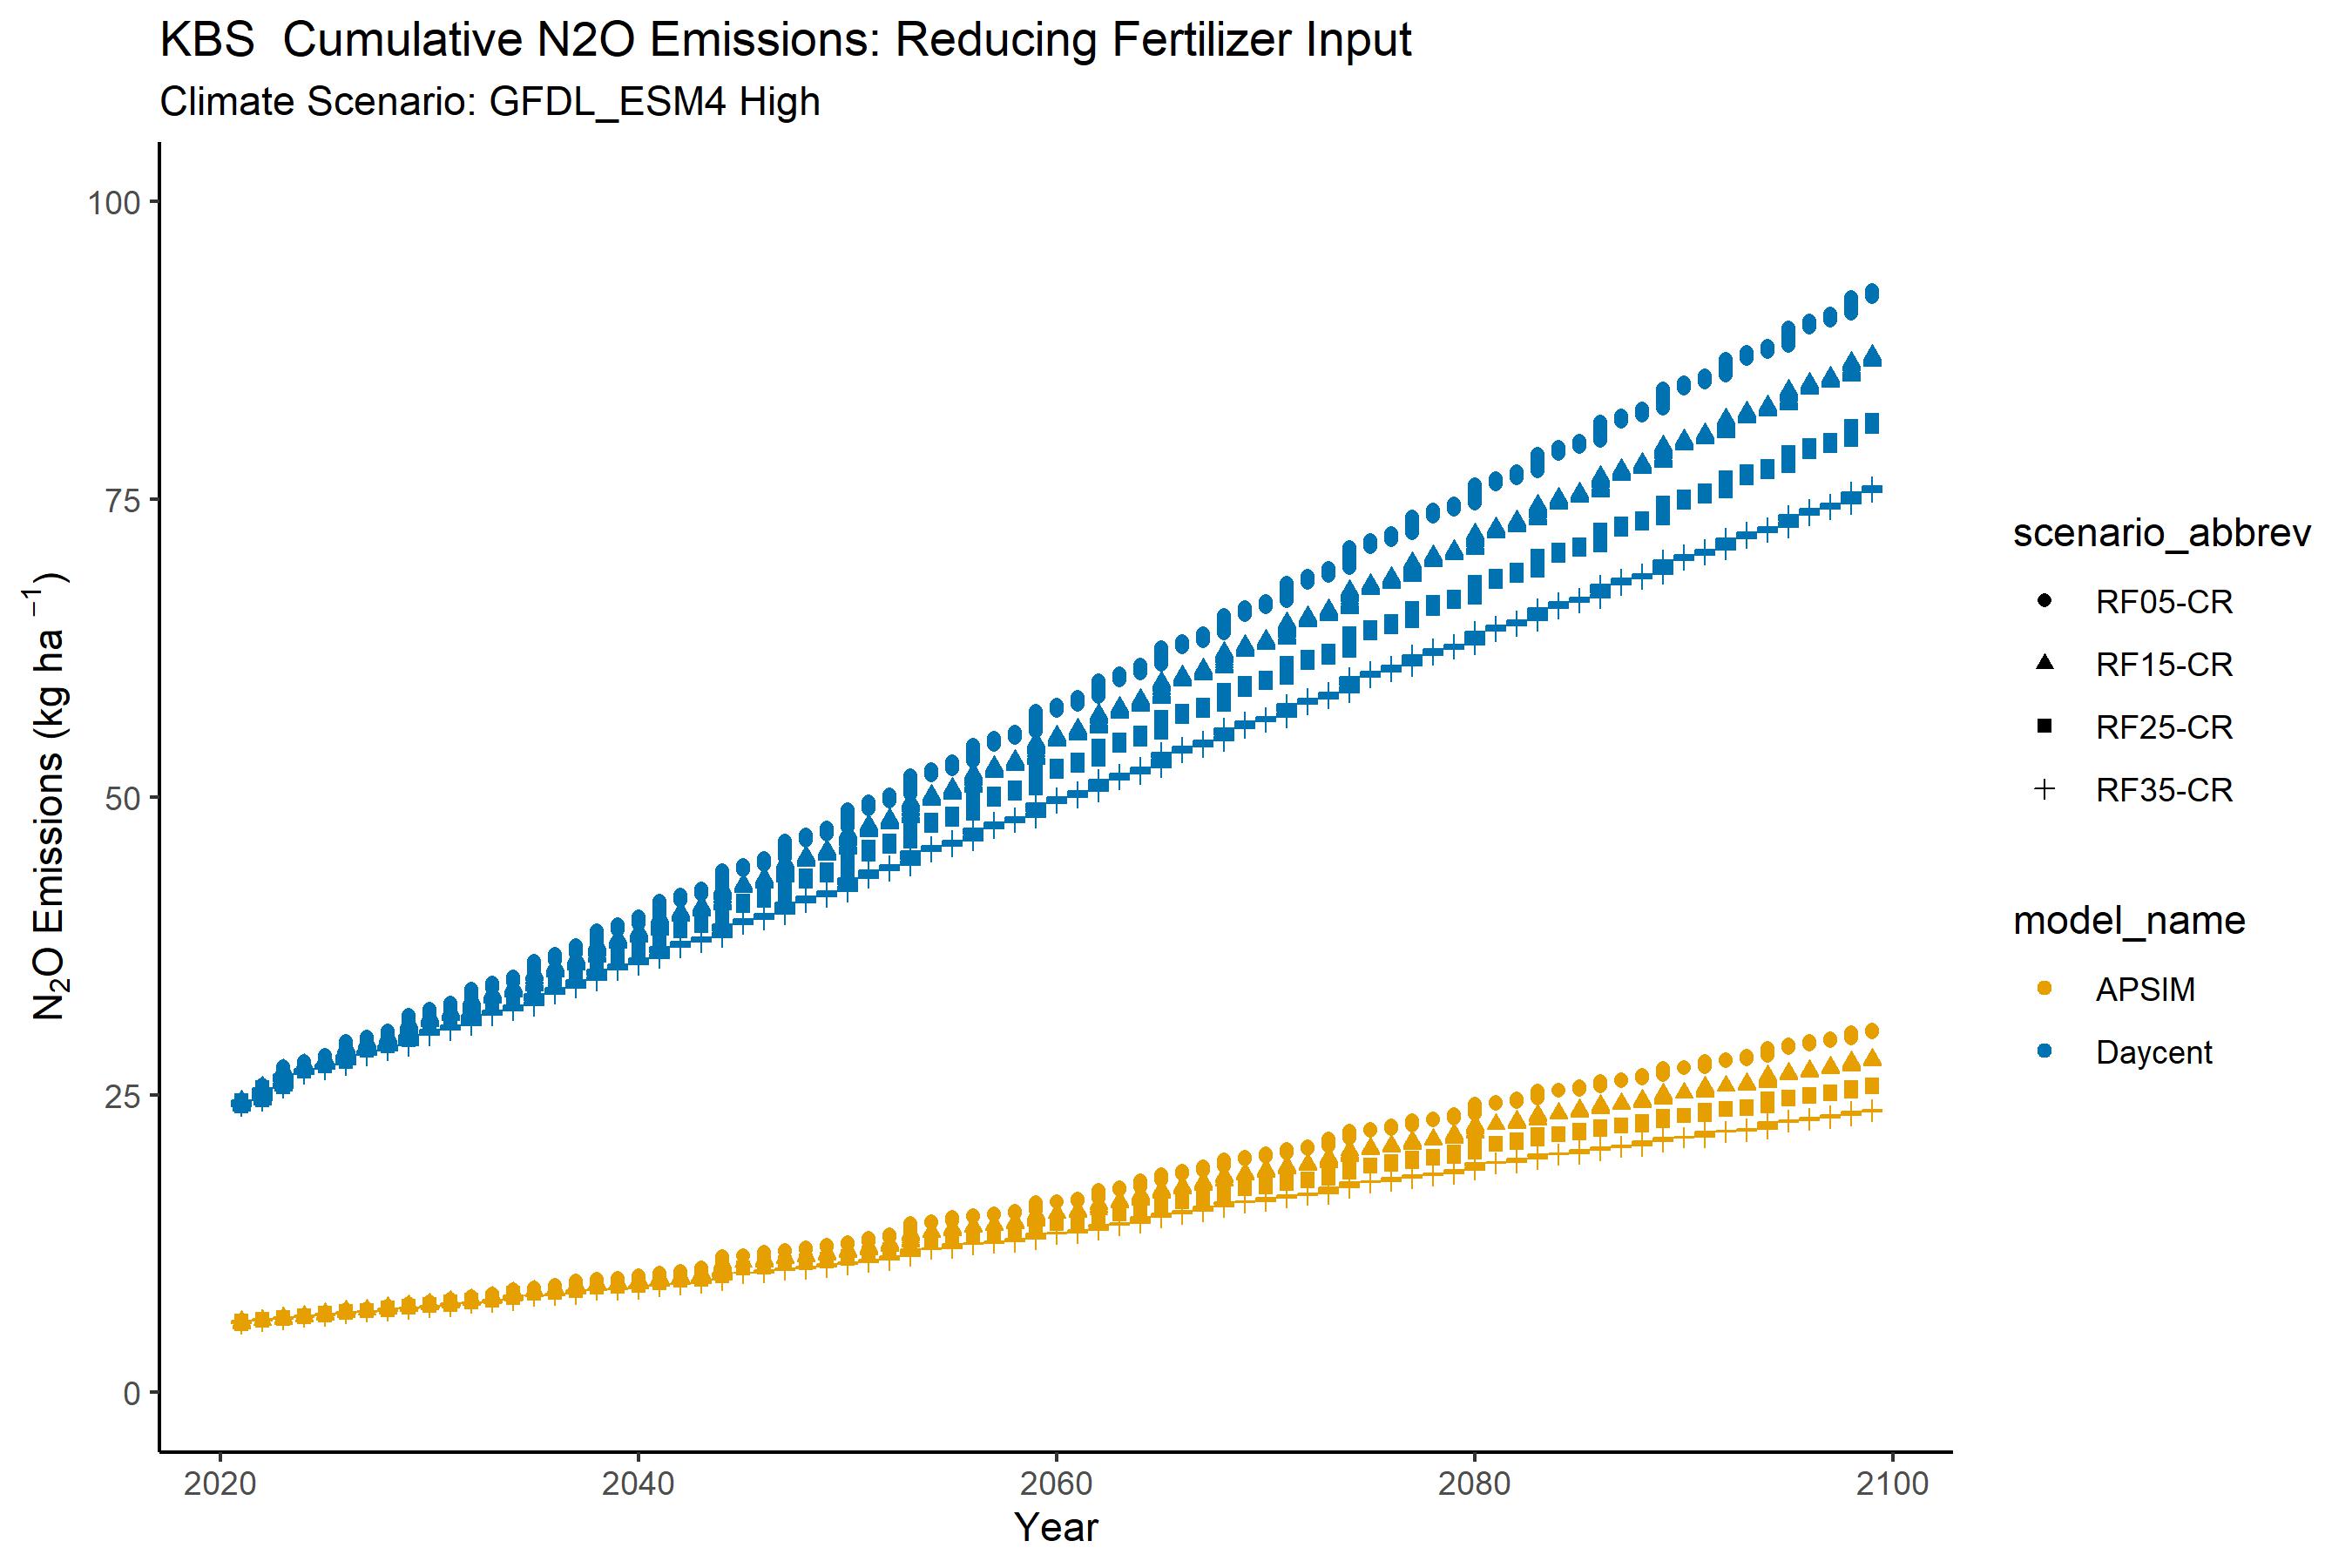 KBS  Cumulative N2O Emissions: Reducing Fertilizer Input
Climate Scenario: GFDL_ESM4 High
N₂O Emissions (kg ha ⁻¹)
100
75
50
25
0
2020 2040 2060 2080 2100
Year
scenario_abbrev
RF05-CR
RF15-CR
RF25-CR
RF35-CR
model_name
APSIM
Daycent